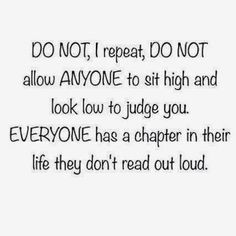 DO NOT, I repeat, DO NOT
allow ANYONE to sit high and
look low to judge you.
EVERYONE has a chapter in their
life they don't read out loud.